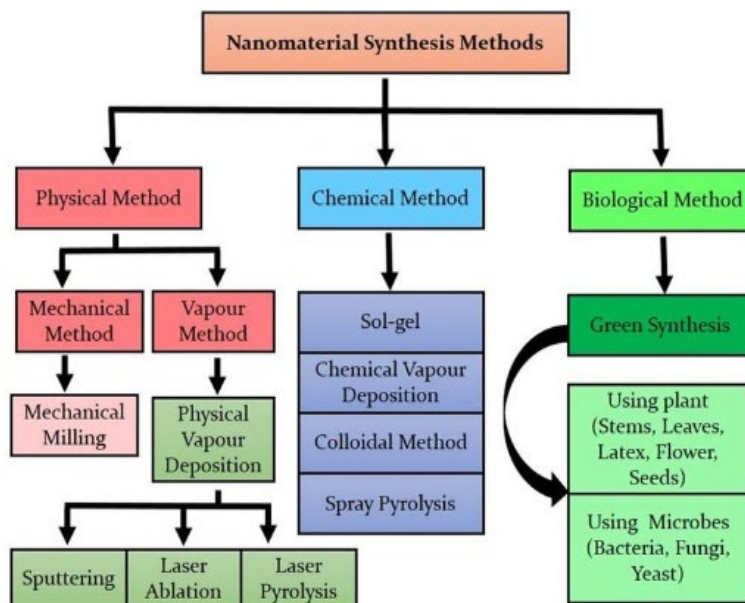 Nanomaterial Synthesis Methods
Physical Method
Chemical Method
Biological Method
Mechanical
Method
Vapour
Method
Mechanical
Milling
Physical
Vapour
Deposition
Sputtering
Laser
Ablation
Laser
Pyrolysis
Sol-gel
Chemical Vapour
Deposition
Colloidal Method
Spray Pyrolysis
Green Synthesis
Using plant
(Stems, Leaves,
Latex, Flower,
Seeds)
Using Microbes
(Bacteria, Fungi,
Yeast)